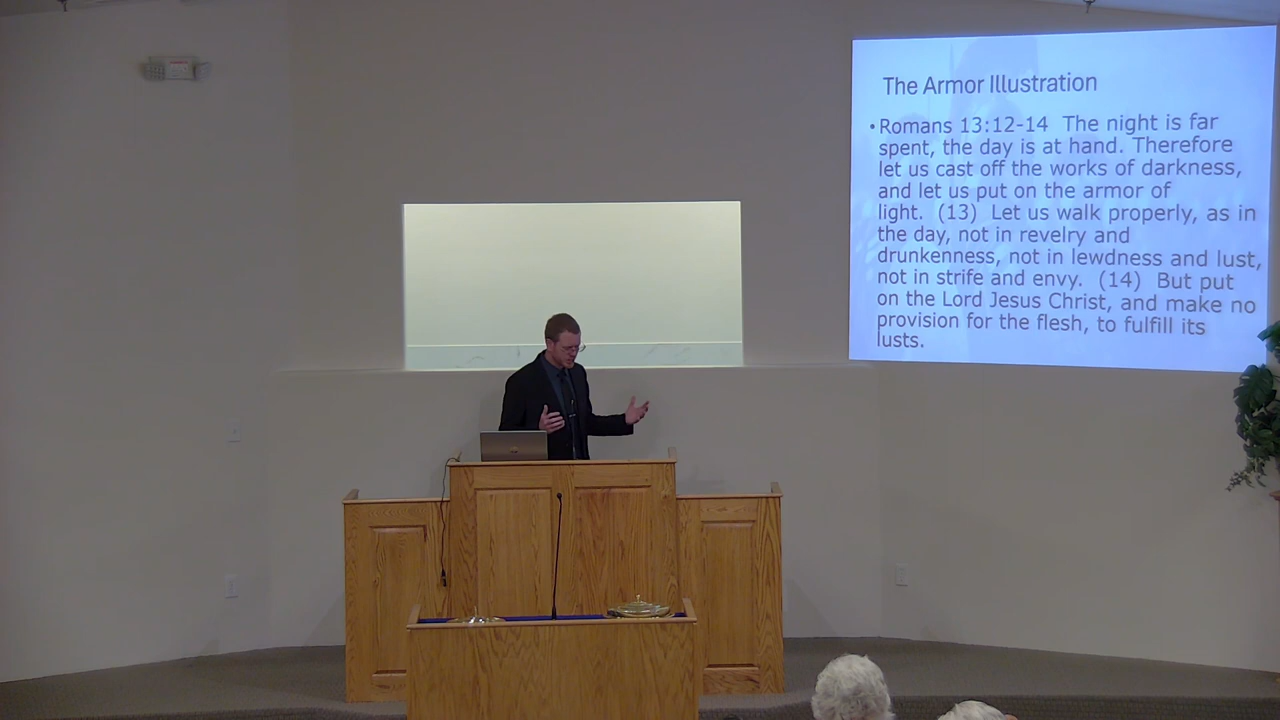 The Armor Illustration
• Romans 13:12-14  The night is far
spent, the day is at hand. Therefore
let us cast off the works of darkness,
and let us put on the armor of
light.  (13)  Let us walk properly, as in
the day, not in revelry and
drunkenness, not in lewdness and lust,
not in strife and envy.  (14)  But put
on the Lord Jesus Christ, and make no
provision for the flesh, to fulfill its
lusts.